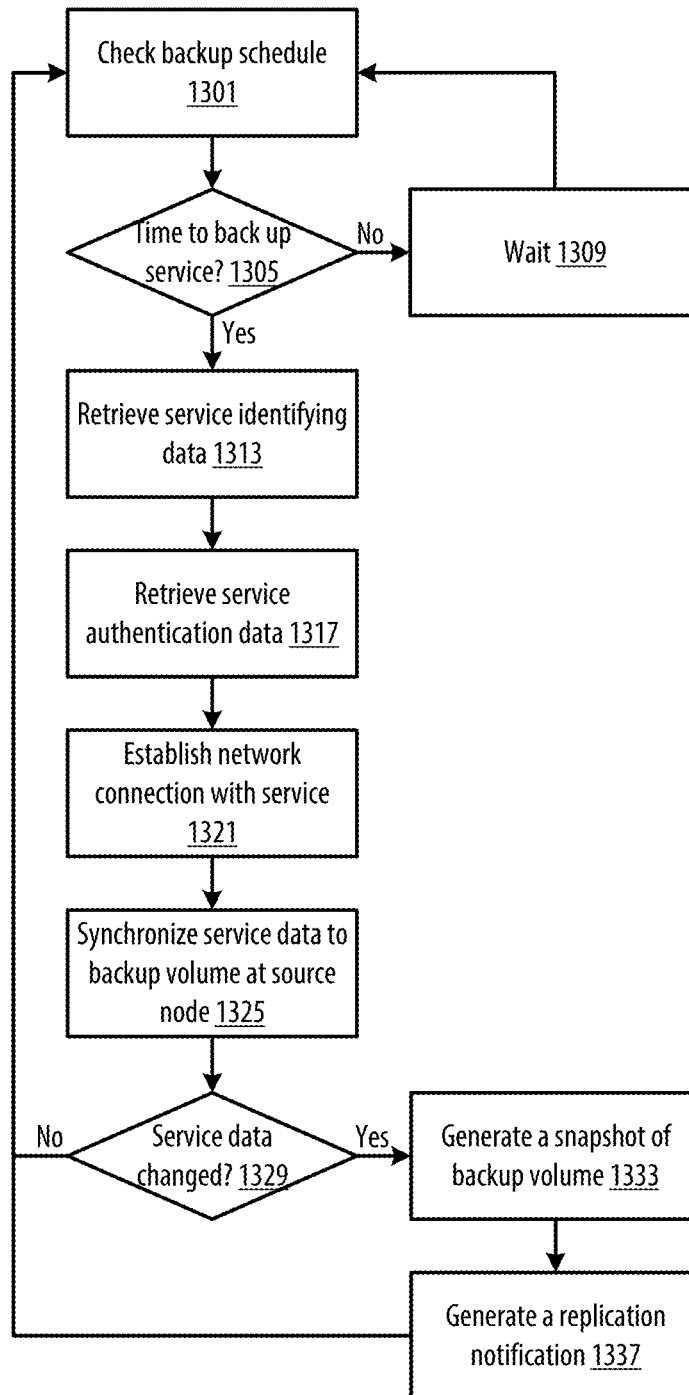 Check backup schedule
1301
Time to back up
service? 1305
No
Wait 1309
Yes
Retrieve service identifying
data 1313
Retrieve service
authentication data 1317
Establish network
connection with service
1321
Synchronize service data to
backup volume at source
node 1325
No
Service data
changed? 1329
Yes
Generate a snapshot of
backup volume 1333
Generate a replication
notification 1337